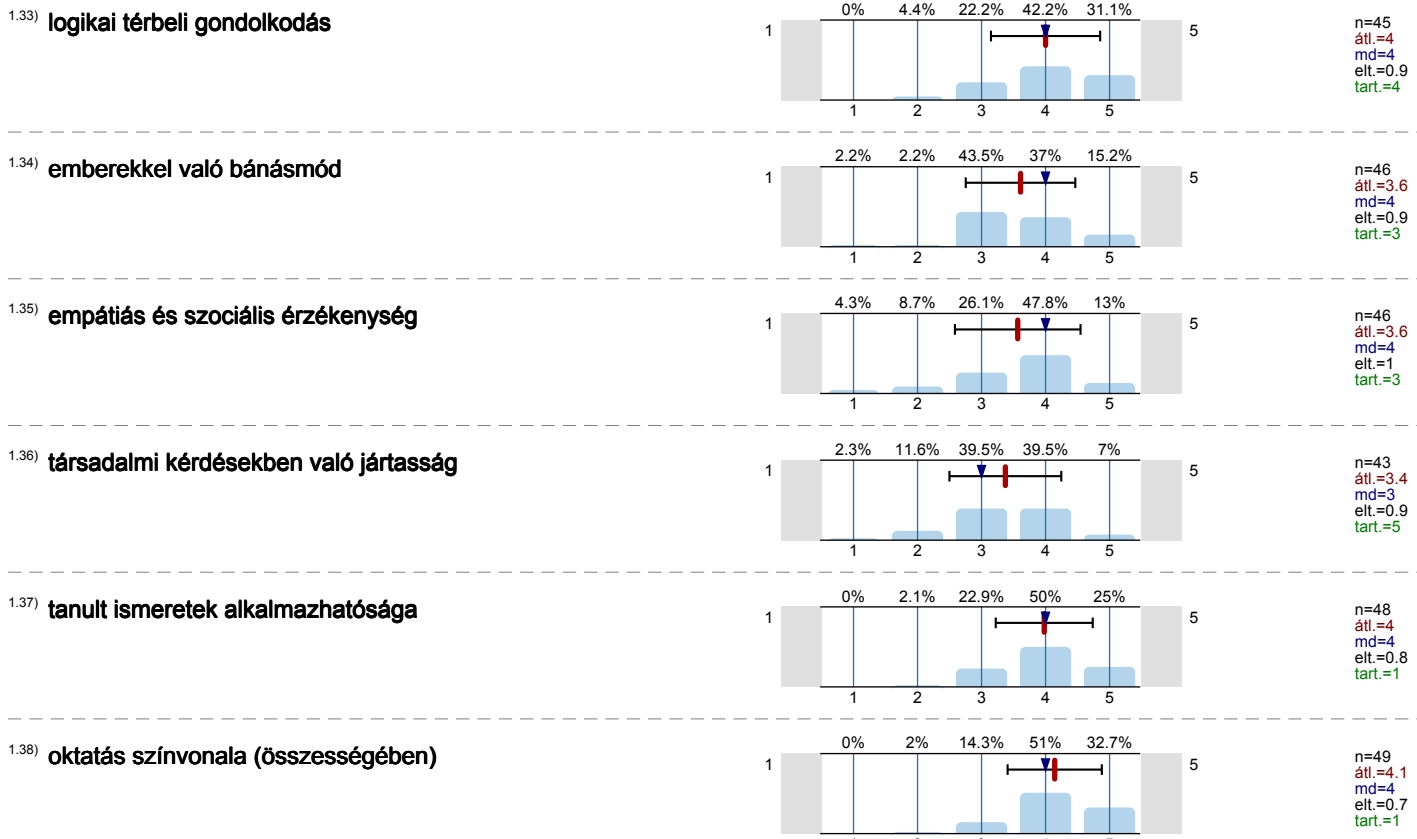 1.33) logikai térbeli gondolkodás
0% 4.4% 22.2% 42.2% 31.1%
1 5
1 2 3 4 5
n=45
átl.=4
md=4
elt.=0.9
tart.=4
1.34) emberekkel való bánásmód
2.2% 2.2% 43.5% 37% 15.2%
1 5
1 2 3 4 5
n=46
átl.=3.6
md=4
elt.=0.9
tart.=3
1.35) empátiás és szociális érzékenység
4.3% 8.7% 26.1% 47.8% 13%
1 5
1 2 3 4 5
n=46
átl.=3.6
md=4
elt.=1
tart.=3
1.36) társadalmi kérdésekben való jártasság
2.3% 11.6% 39.5% 39.5% 7%
1 5
1 2 3 4 5
n=43
átl.=3.4
md=3
elt.=0.9
tart.=5
1.37) tanult ismeretek alkalmazhatósága
0% 2.1% 22.9% 50% 25%
1 5
1 2 3 4 5
n=48
átl.=4
md=4
elt.=0.8
tart.=1
1.38) oktatás színvonala (összességében)
0% 2% 14.3% 51% 32.7%
1 5
n=49
átl.=4.1
md=4
elt.=0.7
tart.=1